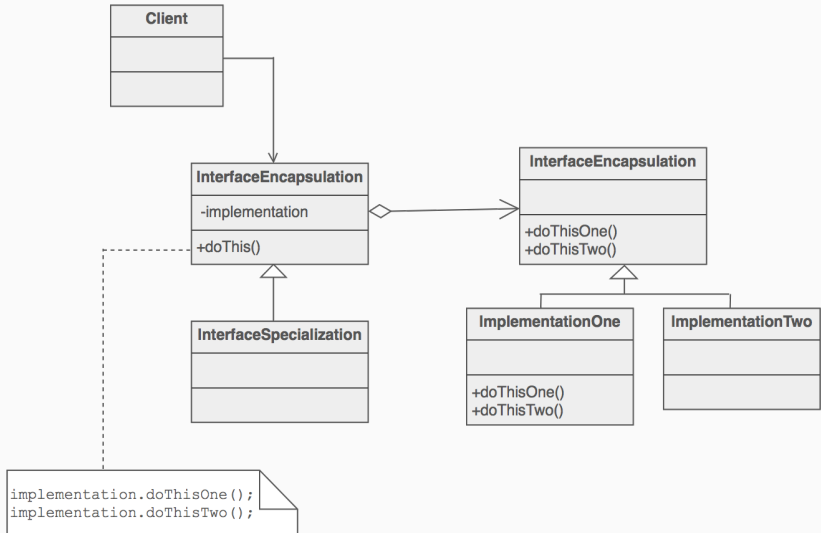 Client
InterfaceEncapsulation
-implementation
+doThis()
InterfaceEncapsulation
+doThisOne()
+doThisTwo()
InterfaceSpecialization
ImplementationOne
+doThisOne()
+doThisTwo()
ImplementationTwo
implementation.doThisOne();
implementation.doThisTwo();